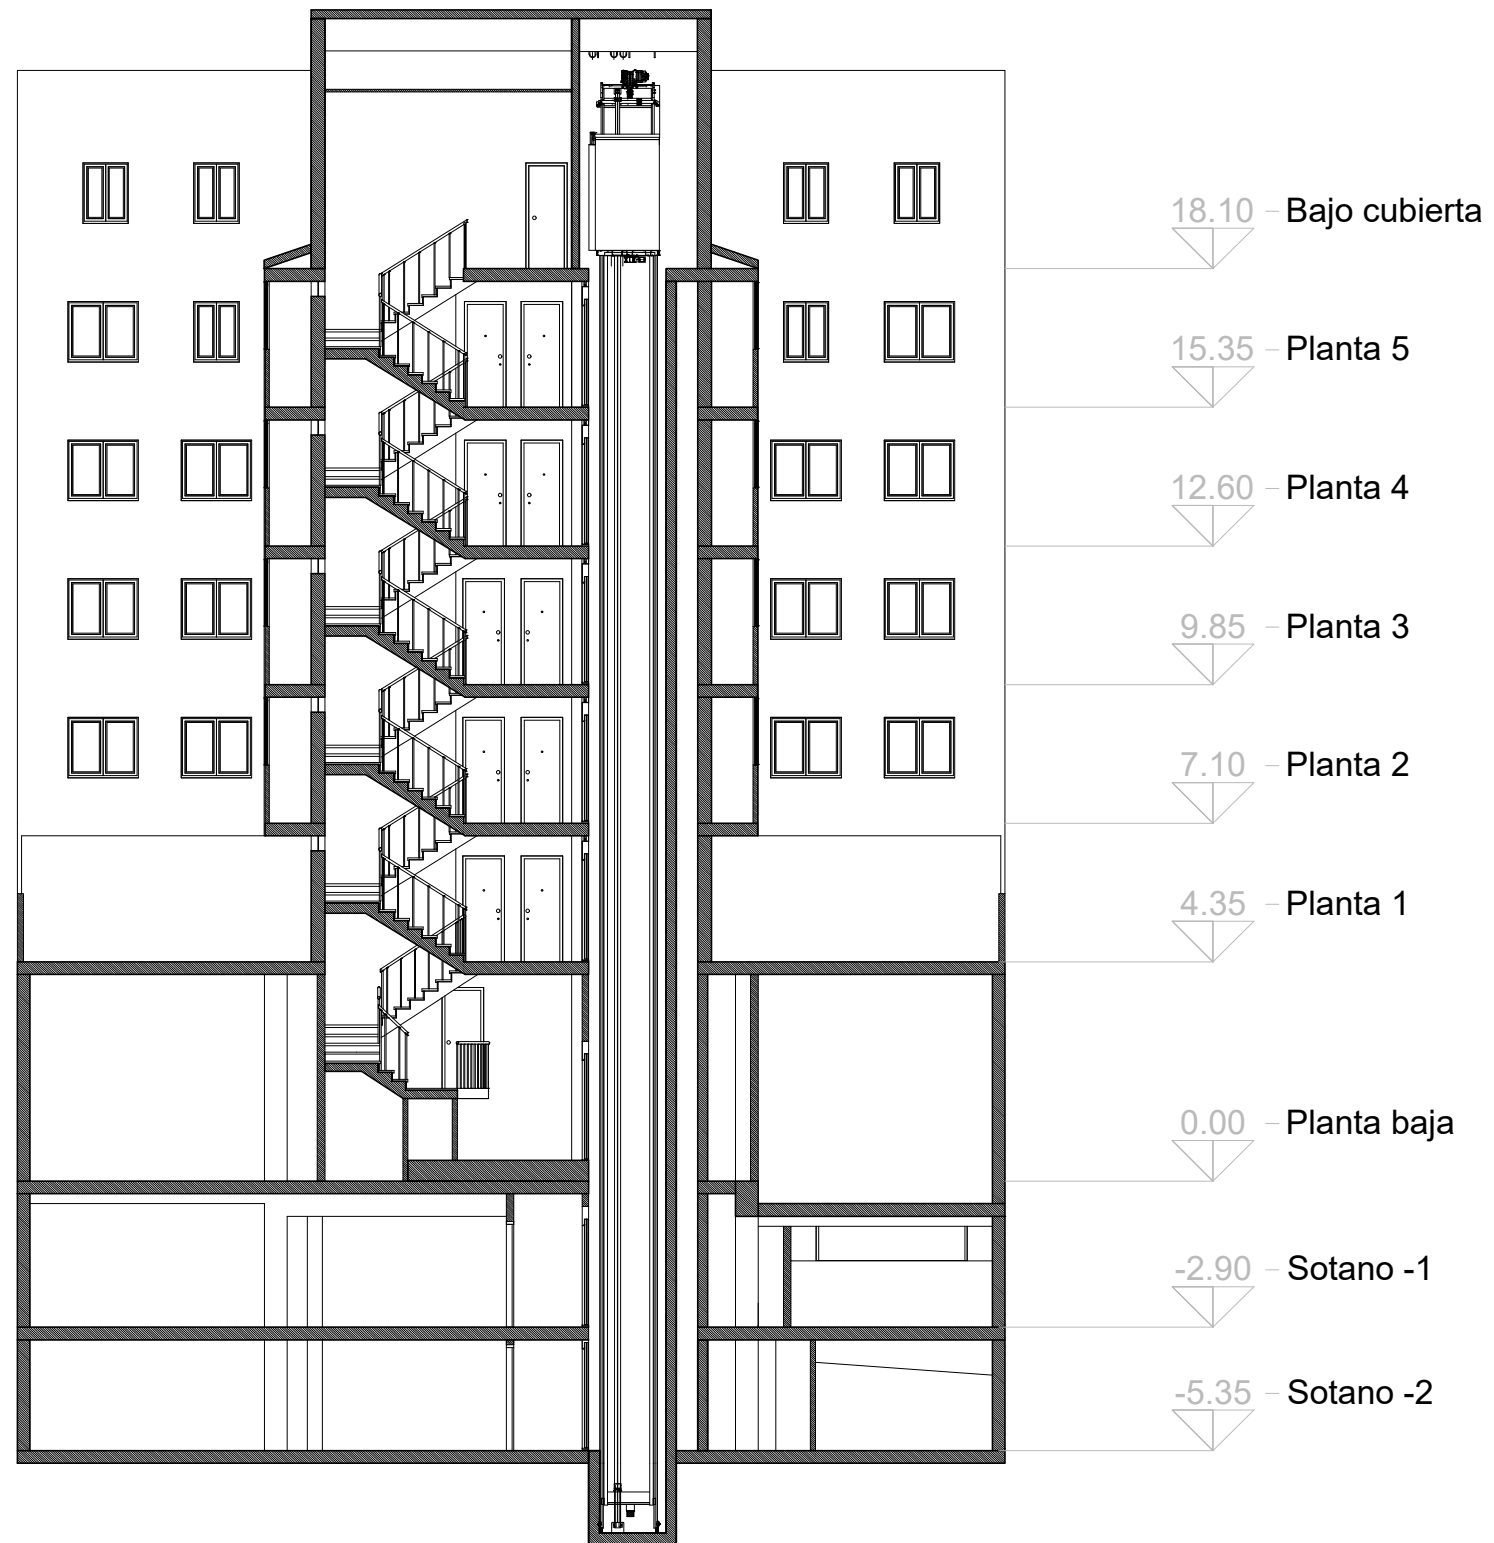 18.10 Bajo cubierta
15.35 Planta 5
12.60 Planta 4
9.85 Planta 3
7.10 Planta 2
4.35 Planta 1
0.00 Planta baja
-2.90 Sotano -1
-5.35 Sotano -2